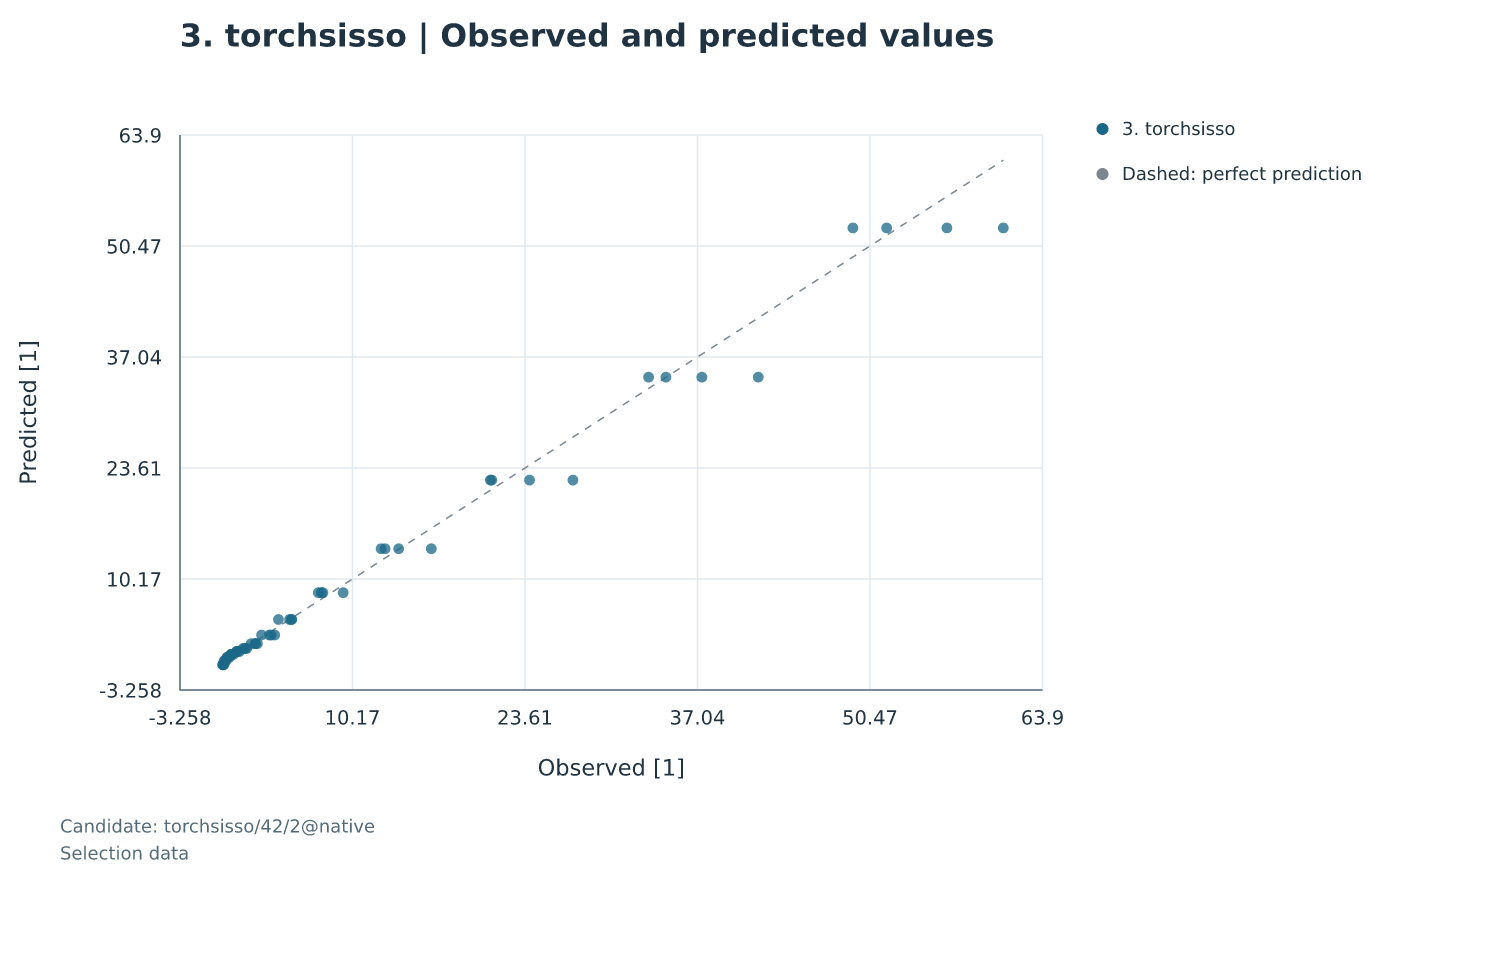 3. torchsisso | Observed and predicted values
3. torchsisso
Dashed: perfect prediction
Predicted [1]
63.9
50.47
37.04
23.61
10.17
-3.258
-3.258
10.17
23.61
37.04
50.47
63.9
Observed [1]
Candidate: torchsisso/42/2@native
Selection data